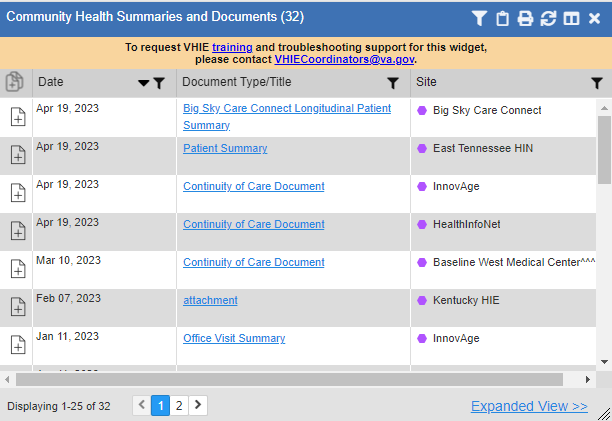 Community Health Summaries and Documents (32)
To request VHIE training and troubleshooting support for this widget,
please contact VHIECoordinators@va.gov.
Date Document Type/Title Site
Apr 19, 2023 Big Sky Care Connect Longitudinal Patient Big Sky Care Connect
Summary
Apr 19, 2023 Patient Summary East Tennessee HIN
Apr 19, 2023 Continuity of Care Document InnovAge
Apr 19, 2023 Continuity of Care Document HealthInfoNet
Mar 10, 2023 Continuity of Care Document Baseline West Medical Center^^^
Feb 07, 2023 attachment Kentucky HIE
Jan 11, 2023 Office Visit Summary InnovAge
Displaying 1-25 of 32 < 1 2 > Expanded View >>